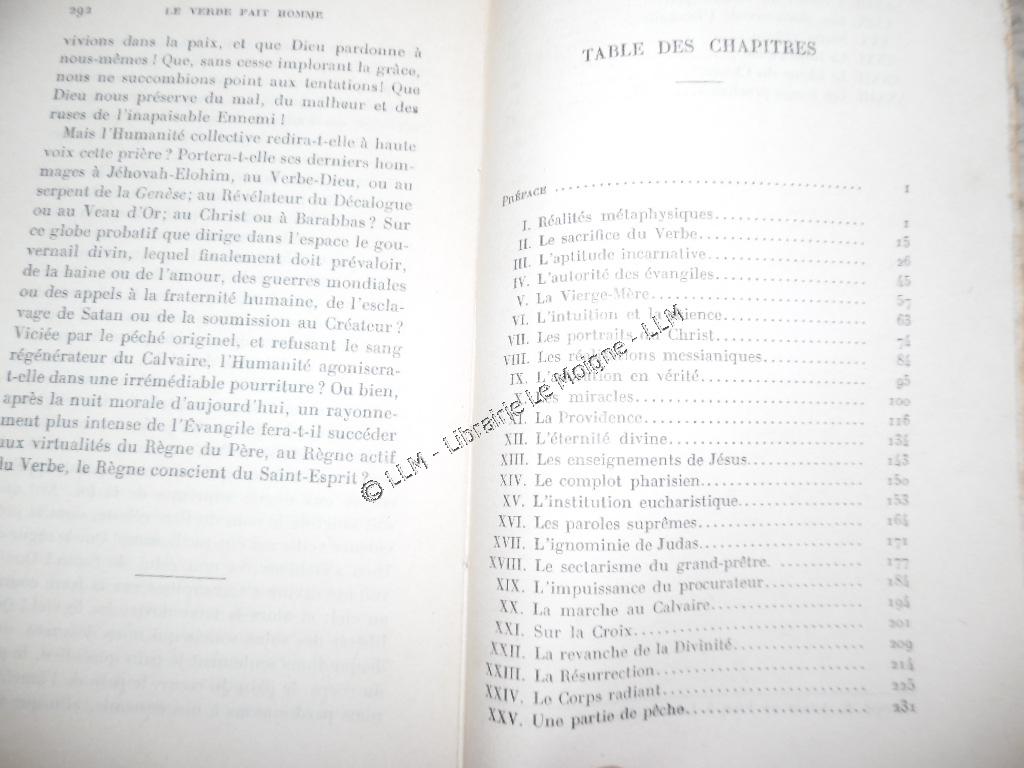 292 LE VERBE FAIT HOMME
vivions dans la paix, et que Dieu pardonne à
nous-mêmes! Que, sans cesse implorant la grâce,
nous ne succombions point aux tentations! Que
Dieu nous préserve du mal, du malheur et des
ruses de l'inapaisable Ennemi!
Mais l'Humanité collective redira-t-elle à haute
voix cette prière? Portera-t-elle ses derniers hom-
mages à Jéhovah-Elohim, au Verbe-Dieu, ou au
serpent de la Genèse; au Révélateur du Décalogue
ou au Veau d'Or; au Christ ou à Barabbas? Sur
ce globe probatif que dirige dans l'espace le gou-
vernail divin, lequel finalement doit prévaloir,
de la haine ou de l'amour, des guerres mondiales
ou des appels à la fraternité humaine, de l'escla-
vage de Satan ou de la soumission au Créateur?
Viciée par le péché originel, et refusant le sang
régénérateur du Calvaire, l'Humanité agonisera-
t-elle dans une irrémédiable pourriture? Ou bien,
après la nuit morale d'aujourd'hui, un rayonne-
ment plus intense de l'Évangile fera-t-il succéder
aux virtualités du Règne du Père, au Règne actif
du Verbe, le Règne conscient du Saint-Esprit?
TABLE DES CHAPITRES
PRÉFACE 1
I. Réalités métaphysiques 1
II. Le sacrifice du Verbe 15
III. L'aptitude incarnative 26
IV. L'autorité des évangiles 45
V. La Vierge-Mère 57
VI. L'intuition et la science 63
VII. Les portraits du Christ 74
VIII. Les messianiques 84
IX. en vérité 95
miracles 100
XI. La Providence 116
XII. L'éternité divine 134
XIII. Les enseignements de Jésus 143
XIV. Le complot pharisien 150
XV. L'institution eucharistique 153
XVI. Les paroles suprêmes 164
XVII. L'ignominie de Judas 171
XVIII. Le sectarisme du grand-prêtre 177
XIX. L'impuissance du procurateur 184
XX. La marche au Calvaire 194
XXI. Sur la Croix 201
XXII. La revanche de la Divinité 209
XXIII. La Résurrection 214
XXIV. Le Corps radiant 225
XXV. Une partie de pêche 231
© LLM - Librairie Le Moigne - LLM